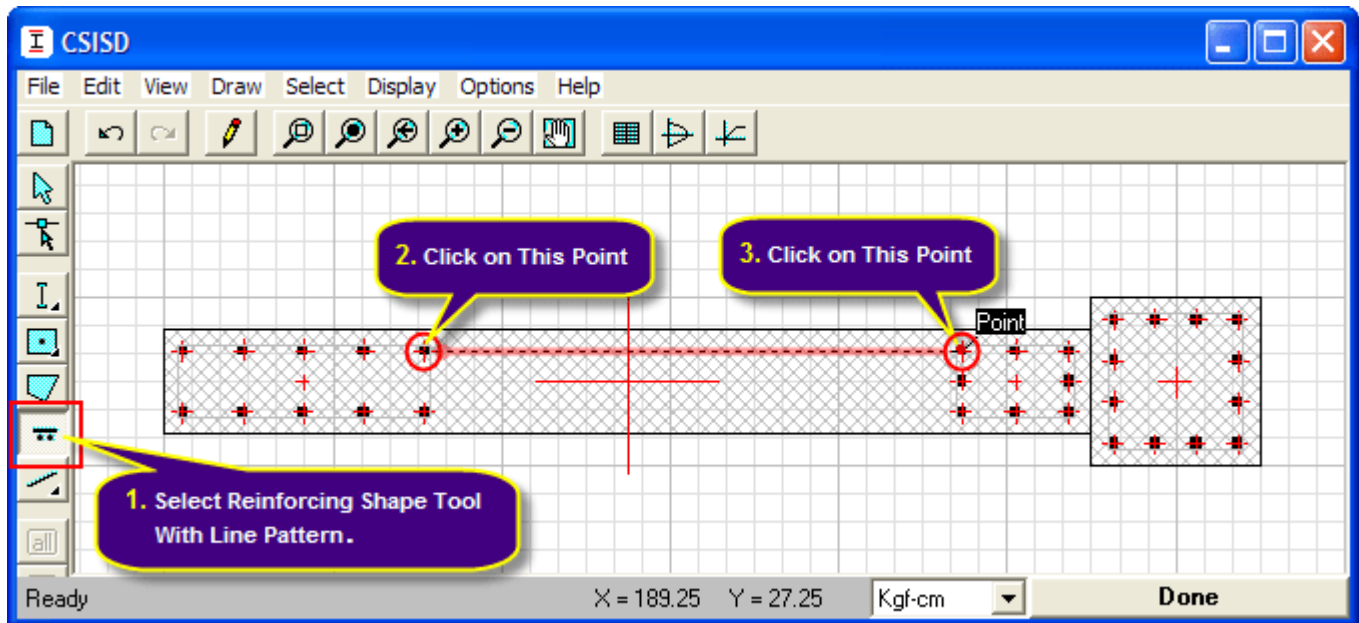 CSISD
File Edit View Draw Select Display Options Help
2. Click on This Point
3. Click on This Point
Point
1. Select Reinforcing Shape Tool
With Line Pattern.
all
Ready
X = 189.25 Y = 27.25
Kgf-cm
Done